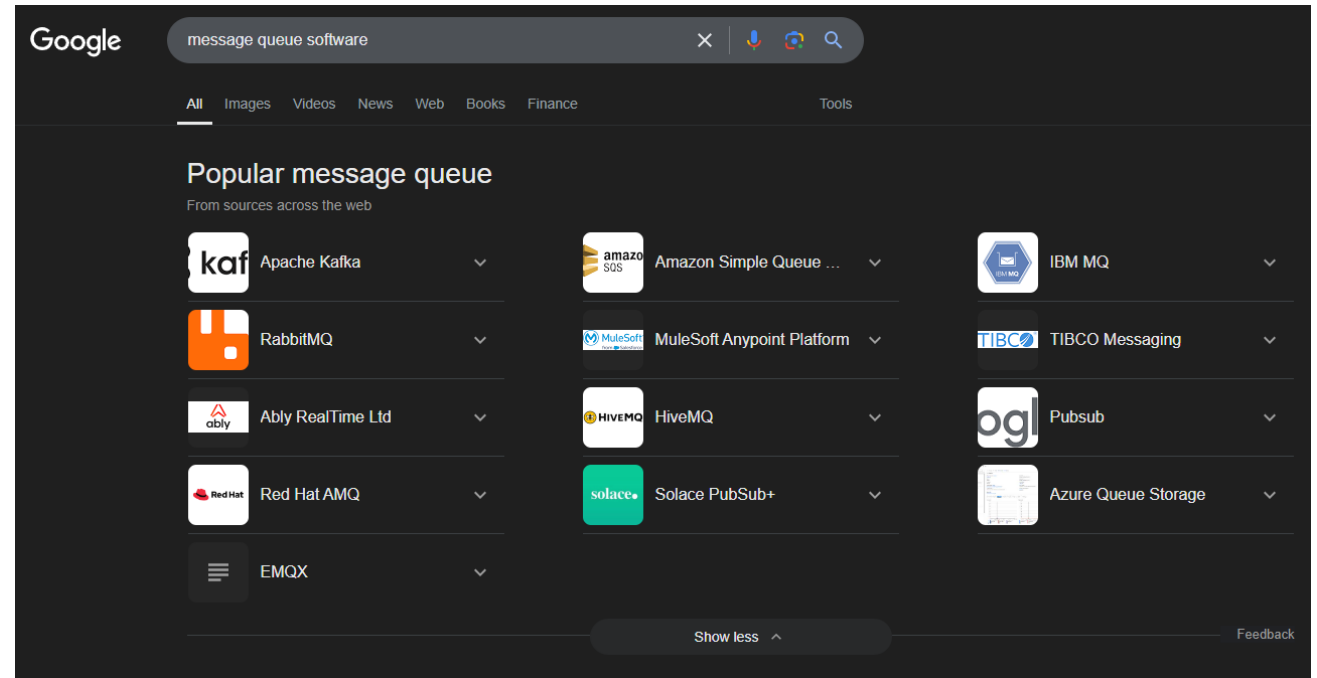 Google
message queue software
All Images Videos News Web Books Finance Tools
Popular message queue
From sources across the web
kaf Apache Kafka
amazo
SQS
Amazon Simple Queue ...
IBM MQ
IBM MQ
RabbitMQ
MuleSoft
from Salesforce
MuleSoft Anypoint Platform
TIBCO TIBCO Messaging
ably Ably RealTime Ltd
HIVEMQ HiveMQ
ogl Pubsub
Red Hat Red Hat AMQ
solace. Solace PubSub+
Azure Queue Storage
EMQX
Show less
Feedback